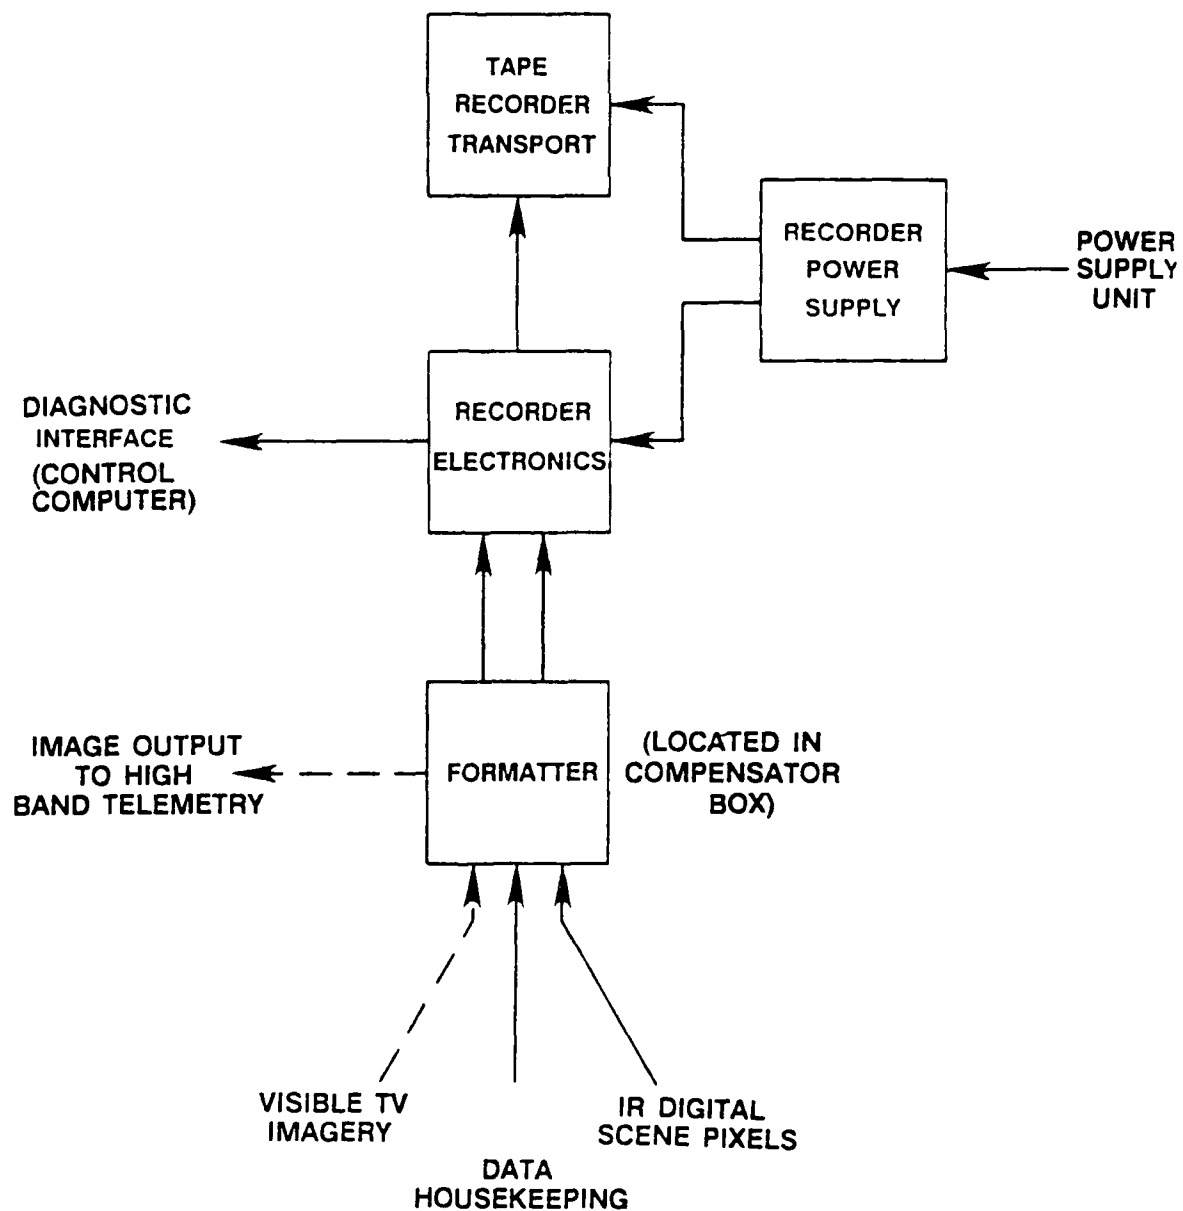 TAPE
RECORDER
TRANSPORT
RECORDER
POWER
SUPPLY
POWER
SUPPLY
UNIT
DIAGNOSTIC
INTERFACE
(CONTROL
COMPUTER)
RECORDER
ELECTRONICS
IMAGE OUTPUT
TO HIGH
BAND TELEMETRY
FORMATTER
(LOCATED IN
COMPENSATOR
BOX)
VISIBLE TV
IMAGERY
DATA
HOUSEKEEPING
IR DIGITAL
SCENE PIXELS